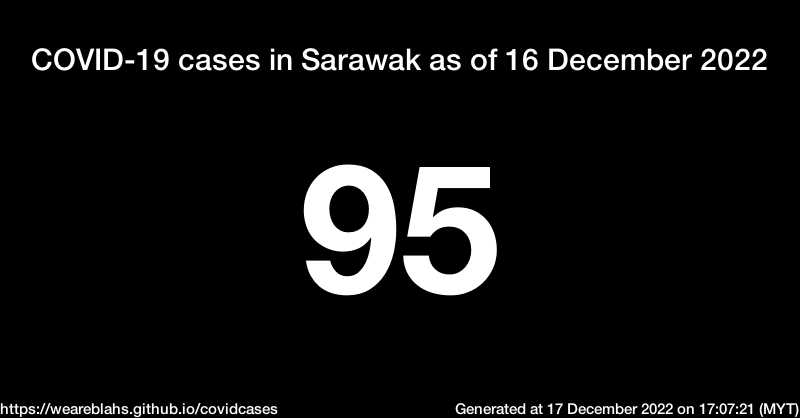 COVID-19 cases in Sarawak as of 16 December 2022
95
https://weareblahs.github.io/covidcases
Generated at 17 December 2022 on 17:07:21 (MYT)